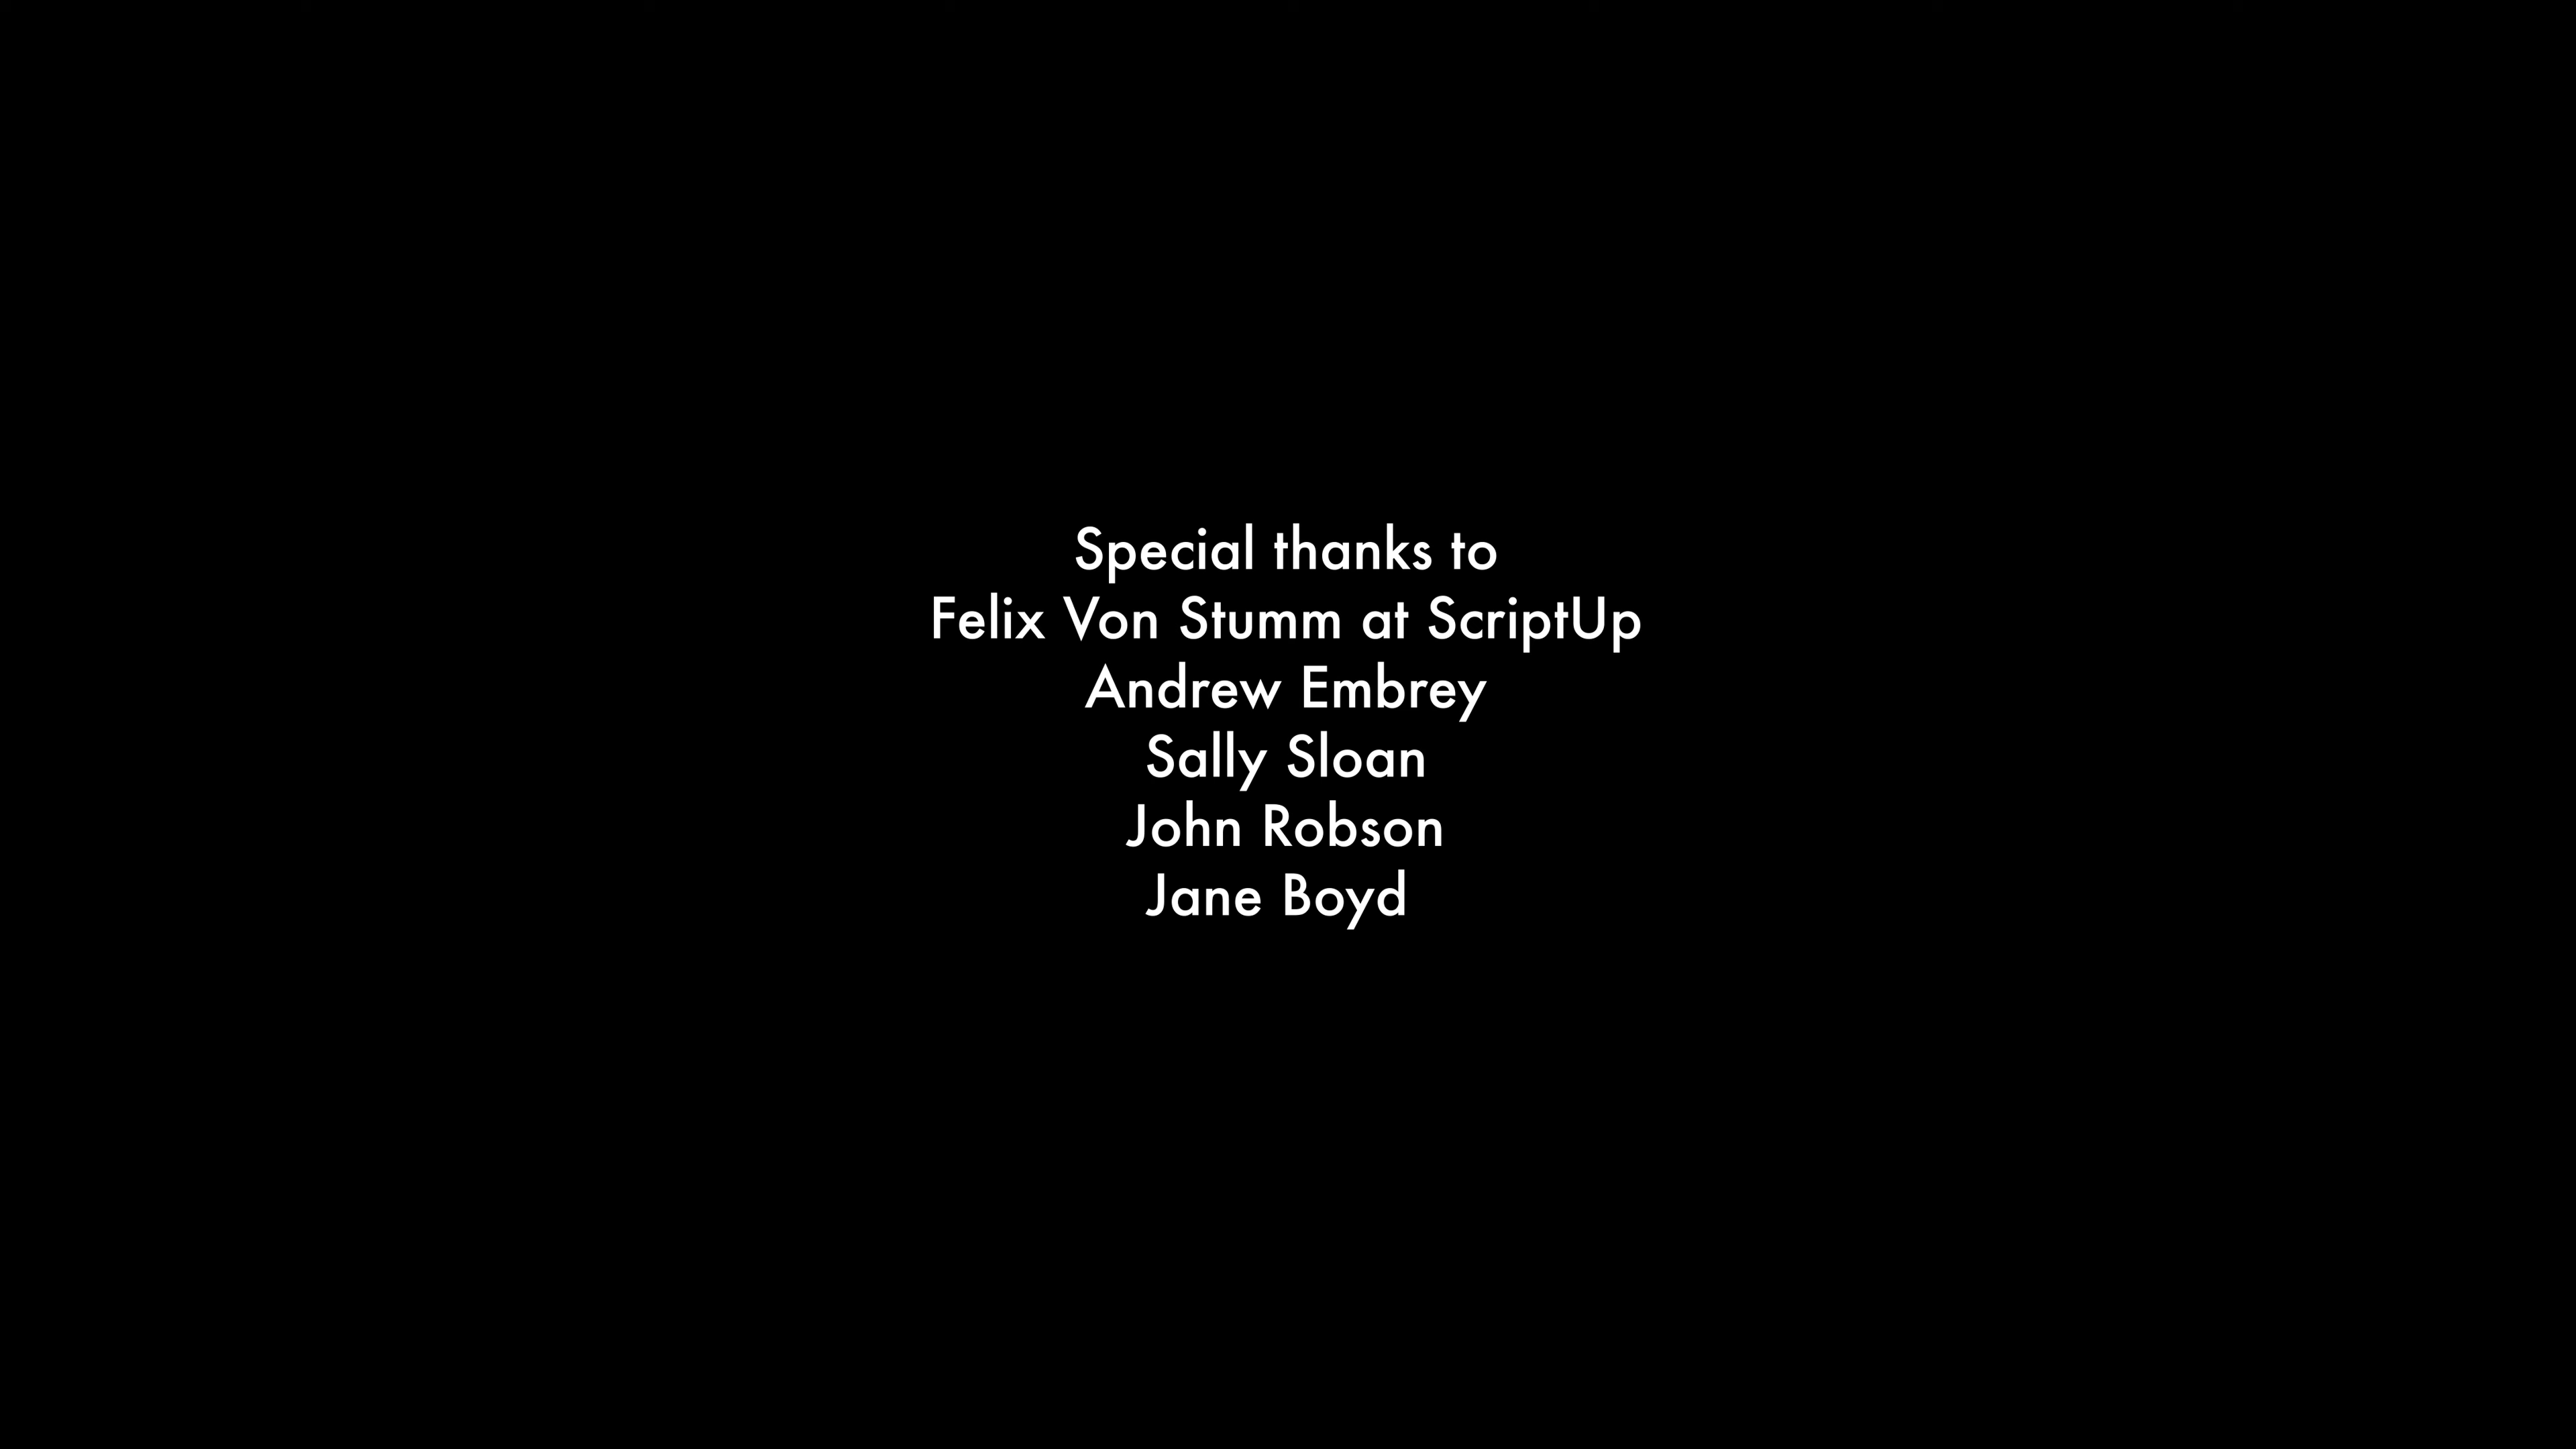 Special thanks to
Felix Von Stumm at ScriptUp
Andrew Embrey
Sally Sloan
John Robson
Jane Boyd